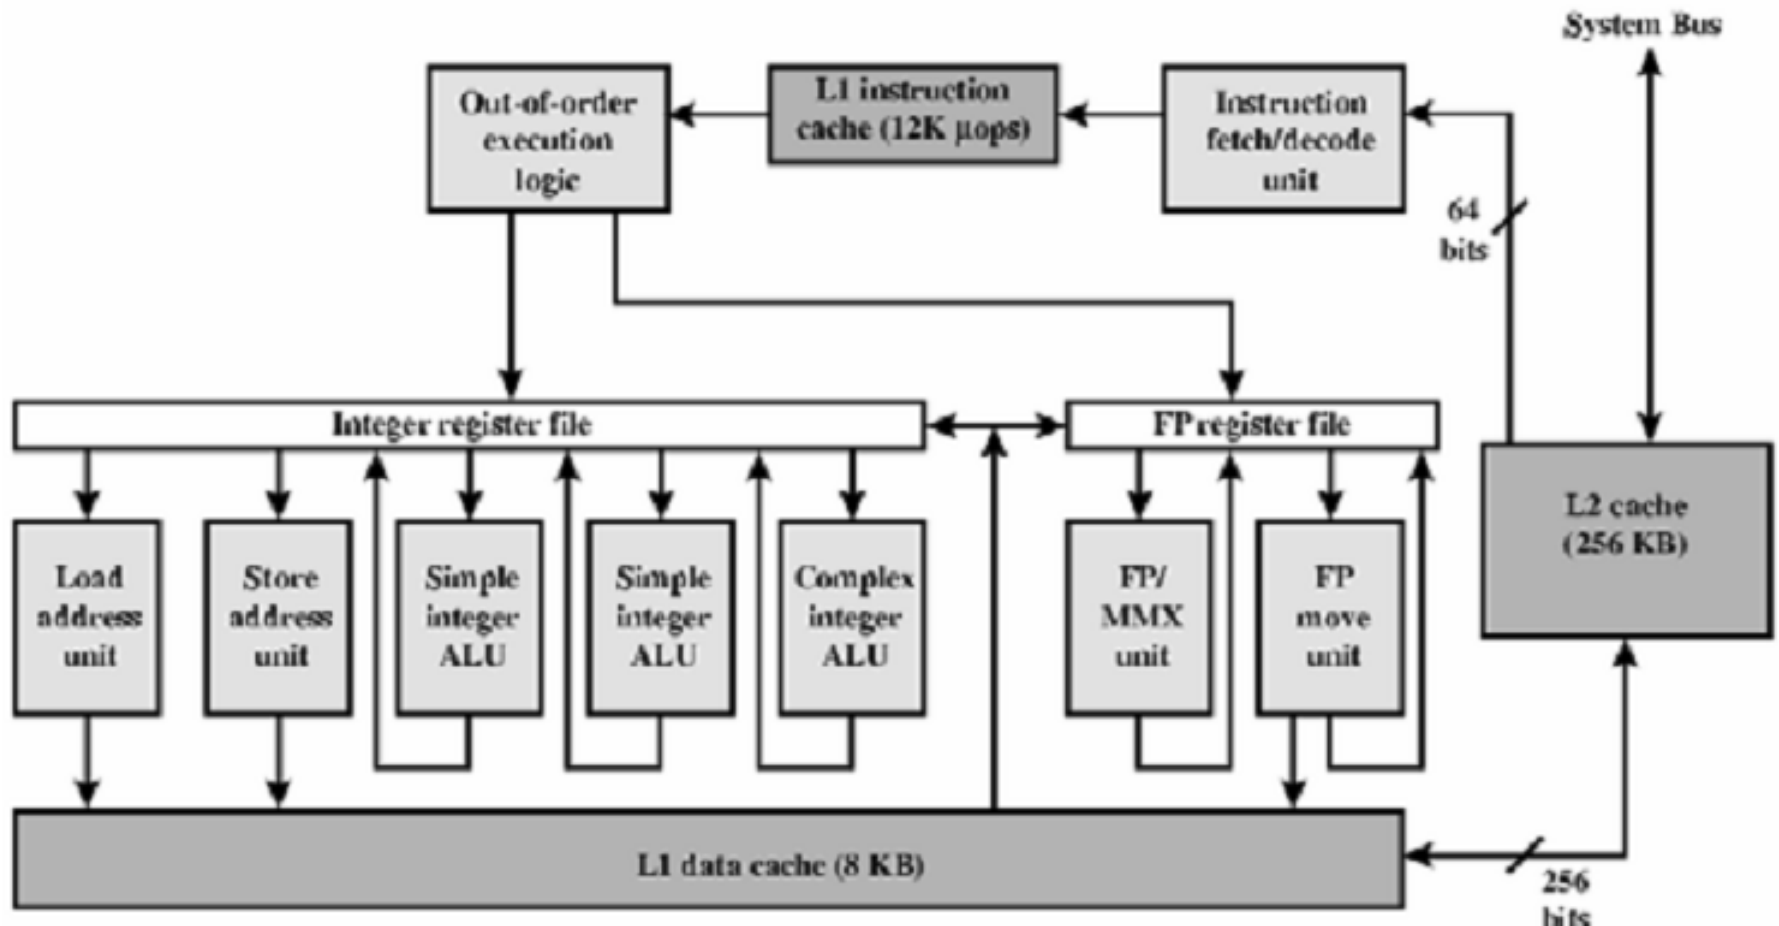 System Bus
Out-of-order
execution
logic
L1 instruction
cache (12K µops)
Instruction
fetch/decode
unit
64
bits
Integer register file
FP register file
Load
address
unit
Store
address
unit
Simple
integer
ALU
Simple
integer
ALU
Complex
integer
ALU
FP/
MMX
unit
FP
move
unit
L2 cache
(256 KB)
L1 data cache (8 KB)
256
bits